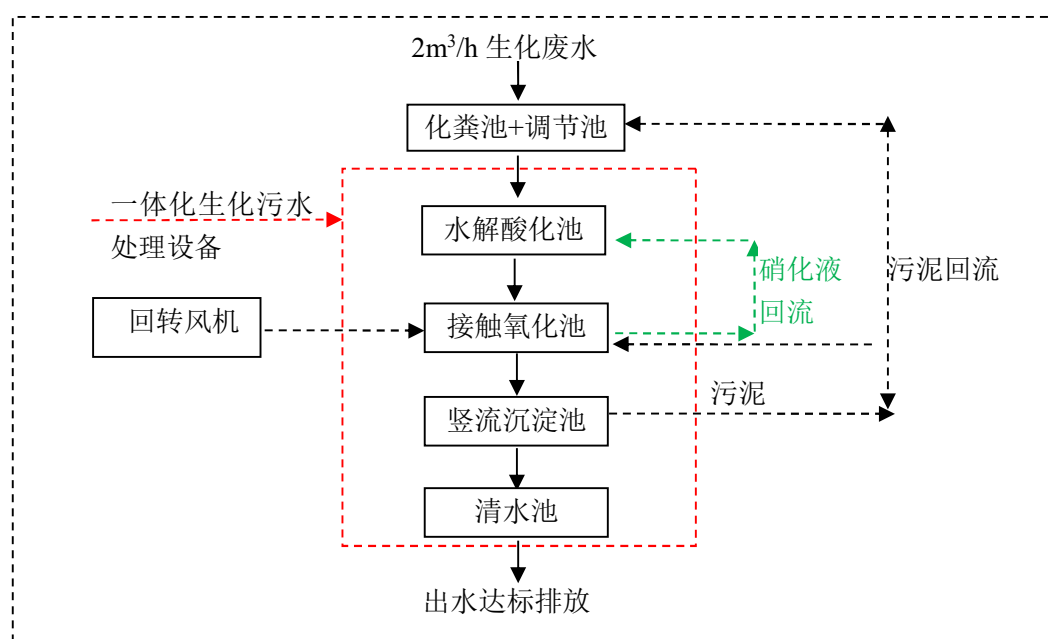 2m³/h 生化废水
化粪池+调节池
一体化生化污水
处理设备
水解酸化池
硝化液
回流
污泥回流
回转风机
接触氧化池
污泥
竖流沉淀池
清水池
出水达标排放